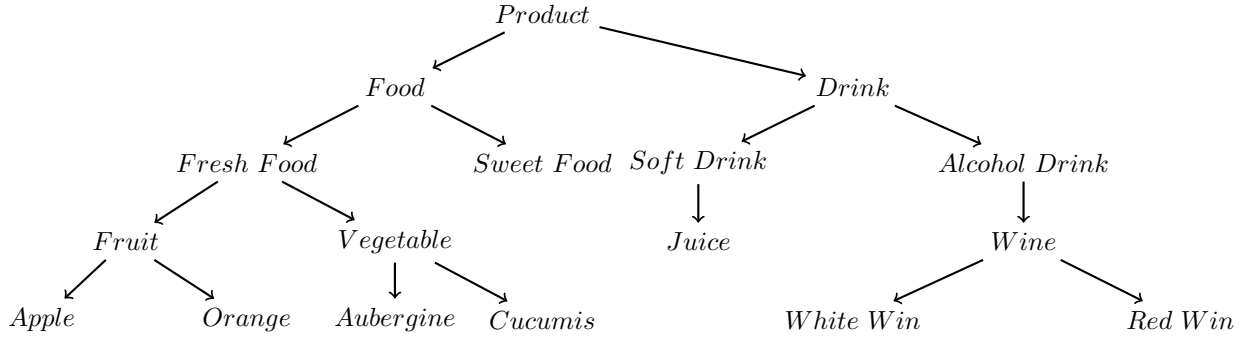 Product
Food Drink
Fresh Food Sweet Food Soft Drink Alcohol Drink
Fruit Vegetable Juice Wine
Apple Orange Aubergine Cucumis White Win Red Win